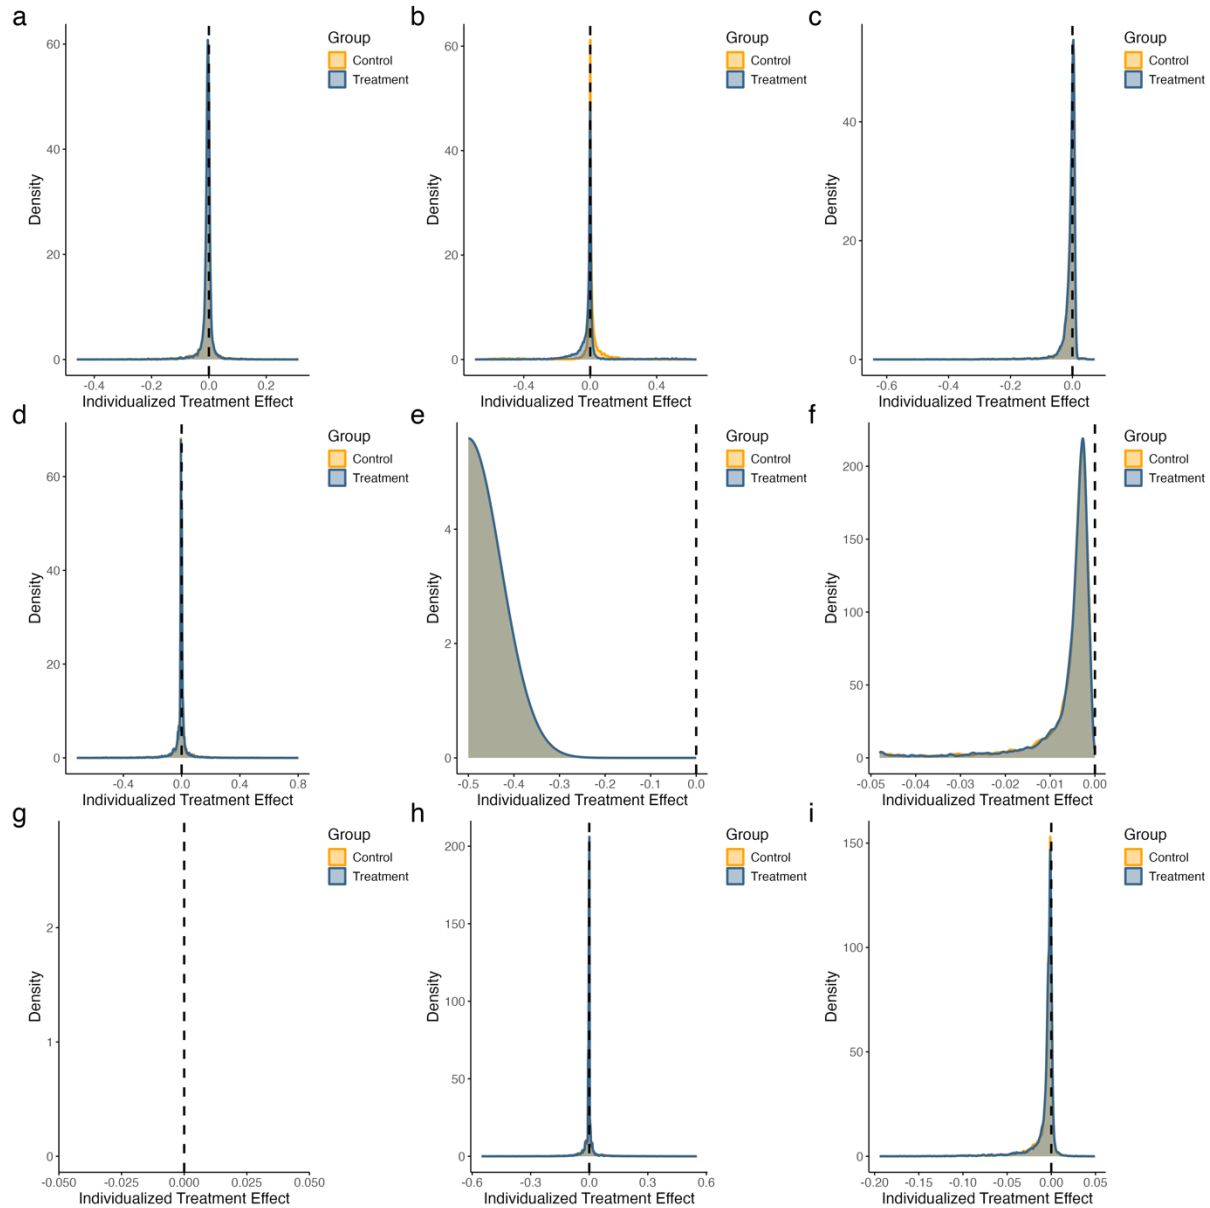 a
Group
Control
Treatment
60
40
20
0
Density
-0.4 -0.2 0.0 0.2
Individualized Treatment Effect
b
Group
Control
Treatment
60
40
20
0
Density
-0.4 0.0 0.4
Individualized Treatment Effect
c
Group
Control
Treatment
40
20
0
Density
-0.6 -0.4 -0.2 0.0
Individualized Treatment Effect
d
Group
Control
Treatment
60
40
20
0
Density
-0.4 0.0 0.4 0.8
Individualized Treatment Effect
e
Group
Control
Treatment
4
2
0
Density
-0.5 -0.4 -0.3 -0.2 -0.1 0.0
Individualized Treatment Effect
f
Group
Control
Treatment
200
150
100
50
0
Density
-0.05 -0.04 -0.03 -0.02 -0.01 0.00
Individualized Treatment Effect
g
Group
Control
Treatment
2
1
0
Density
-0.050 -0.025 0.000 0.025 0.050
Individualized Treatment Effect
h
Group
Control
Treatment
200
150
100
50
0
Density
-0.6 -0.3 0.0 0.3 0.6
Individualized Treatment Effect
i
Group
Control
Treatment
150
100
50
0
Density
-0.20 -0.15 -0.10 -0.05 0.00 0.05
Individualized Treatment Effect